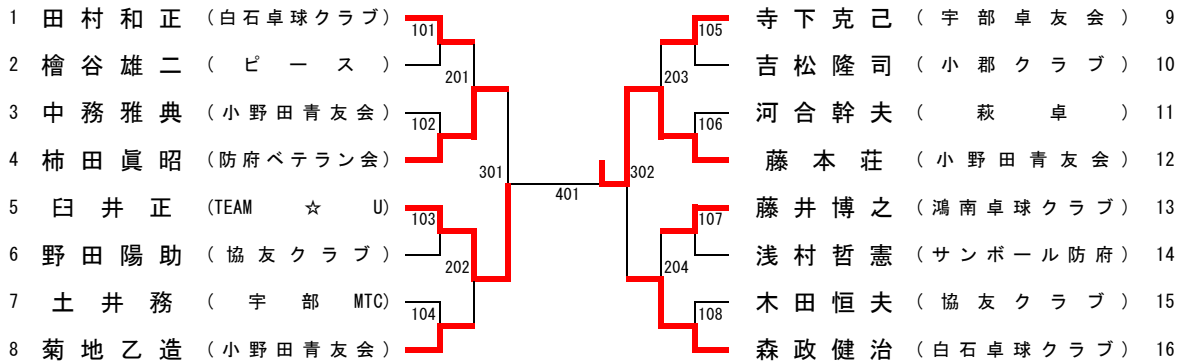 1 田村和正 (白石卓球クラブ) 101 105 寺下克己 (宇部卓友会) 9
2 檜谷雄二 (ピース) 201 203 吉松隆司 (小郡クラブ) 10
3 中務雅典 (小野田青友会) 102 106 河合幹夫 (萩卓) 11
4 柿田眞昭 (防府ベテラン会) 301 302 藤本荘 (小野田青友会) 12
401
5 臼井正 (TEAM ☆ U) 103 107 藤井博之 (鴻南卓球クラブ) 13
6 野田陽助 (協友クラブ) 202 204 浅村哲憲 (サンボール防府) 14
7 土井務 (宇部MTC) 104 108 木田恒夫 (協友クラブ) 15
8 菊地乙造 (小野田青友会) 森政健治 (白石卓球クラブ) 16